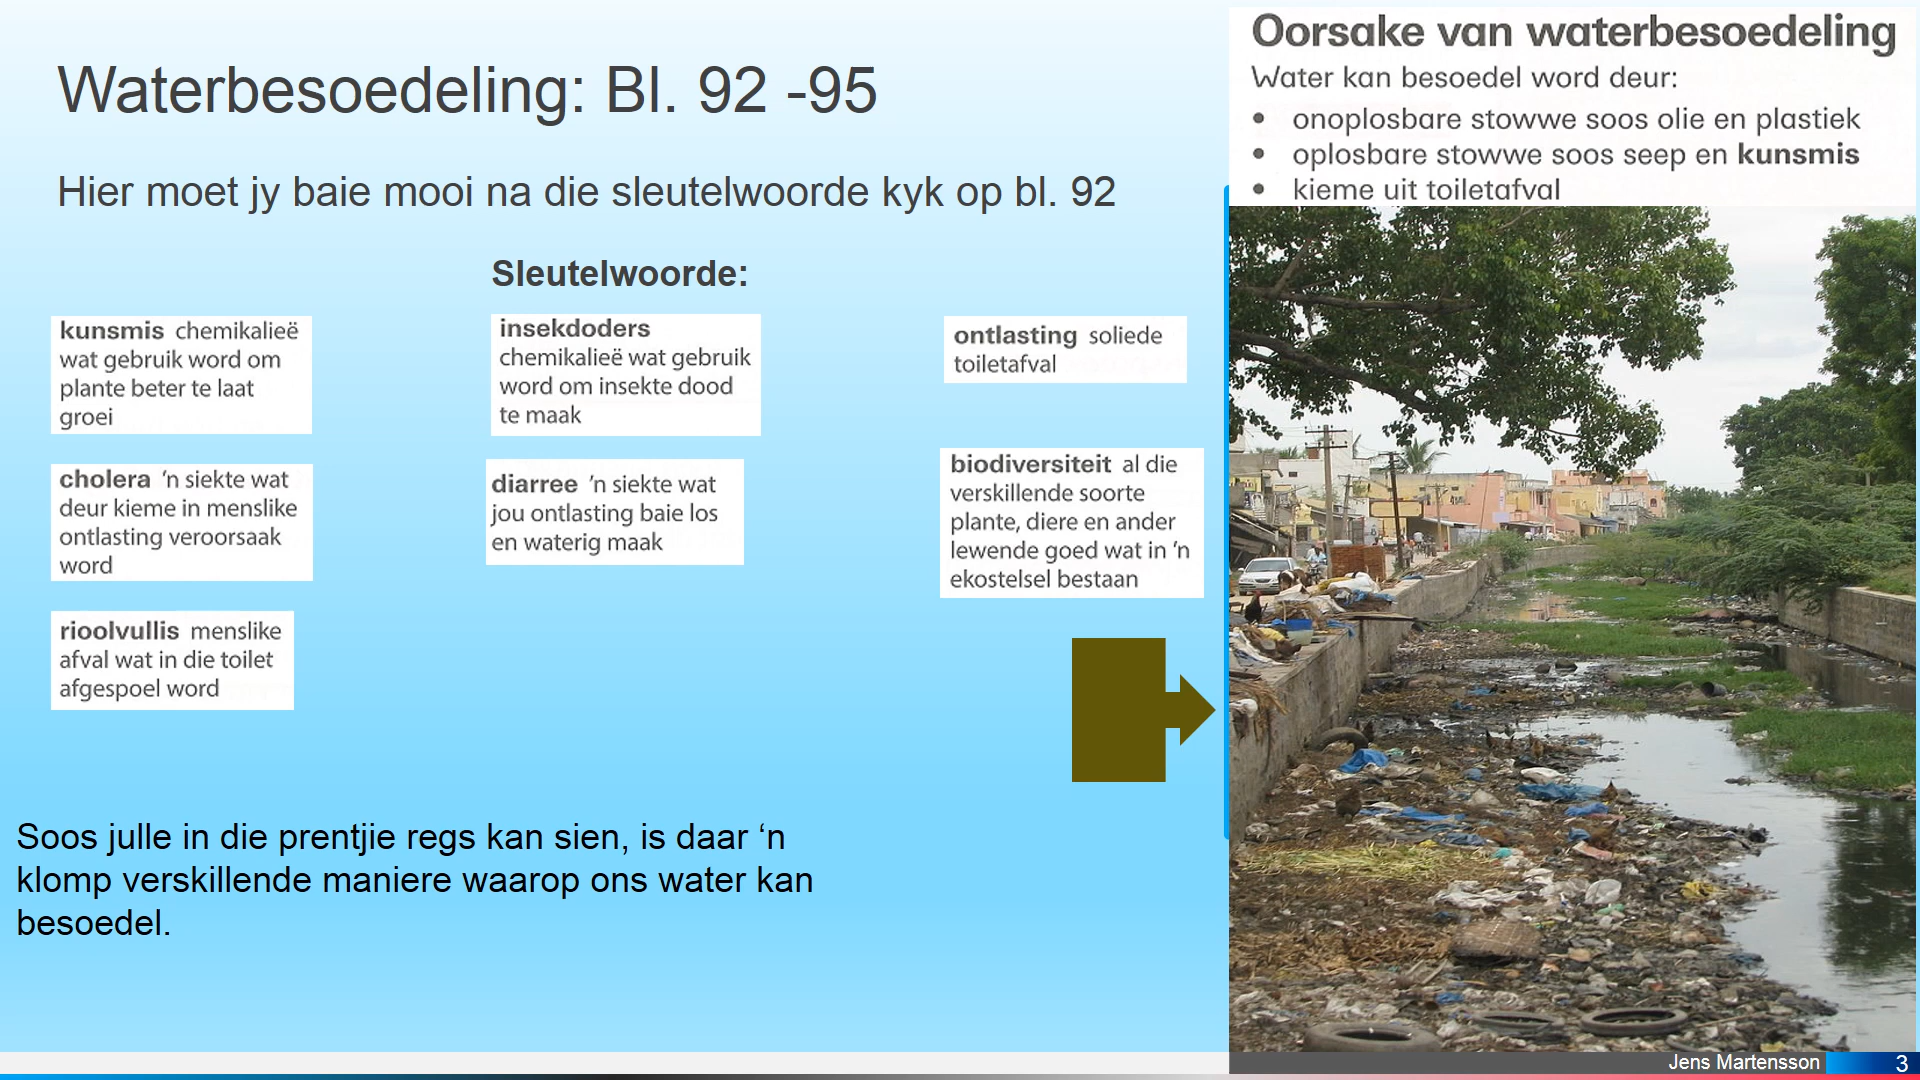 Waterbesoedeling: Bl. 92 -95
Hier moet jy baie mooi na die sleutelwoorde kyk op bl. 92
Sleutelwoorde:
kunsmis chemikalieë
wat gebruik word om
plante beter te laat
groei
insekdoders
chemikalieë wat gebruik
word om insekte dood
te maak
ontlasting soliede
toiletafval
cholera ’n siekte wat
deur kieme in menslike
ontlasting veroorsaak
word
diarree ’n siekte wat
jou ontlasting baie los
en waterig maak
biodiversiteit al die
verskillende soorte
plante, diere en ander
lewende goed wat in ’n
ekostelsel bestaan
rioolvullis menslike
afval wat in die toilet
afgespoel word
Soos julle in die prentjie regs kan sien, is daar ‘n
klomp verskillende maniere waarop ons water kan
besoedel.
Oorsake van waterbesoedeling
Water kan besoedel word deur:
• onoplosbare stowwe soos olie en plastiek
• oplosbare stowwe soos seep en kunsmis
• kieme uit toiletafval
Jens Martensson
3